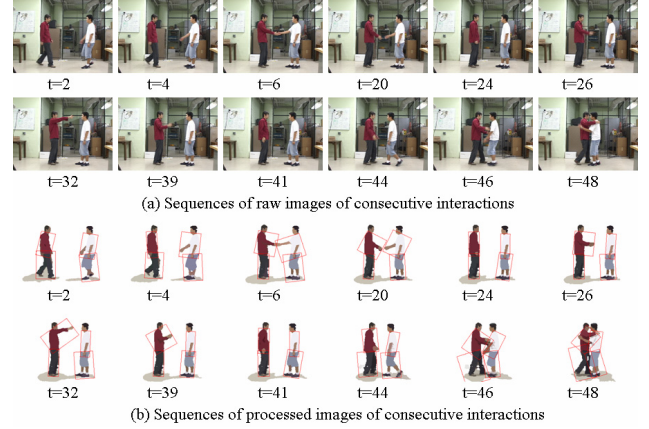 t=2 t=4 t=6 t=20 t=24 t=26
t=32 t=39 t=41 t=44 t=46 t=48
(a) Sequences of raw images of consecutive interactions
t=2 t=4 t=6 t=20 t=24 t=26
t=32 t=39 t=41 t=44 t=46 t=48
(b) Sequences of processed images of consecutive interactions